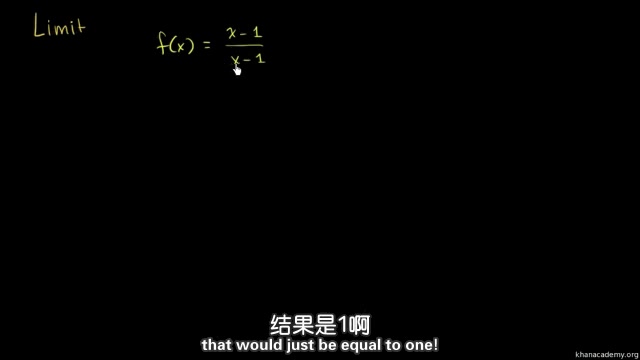 Limit
f(x) = x - 1
x - 1
结果是1啊
that would just be equal to one!
khanacademy.org